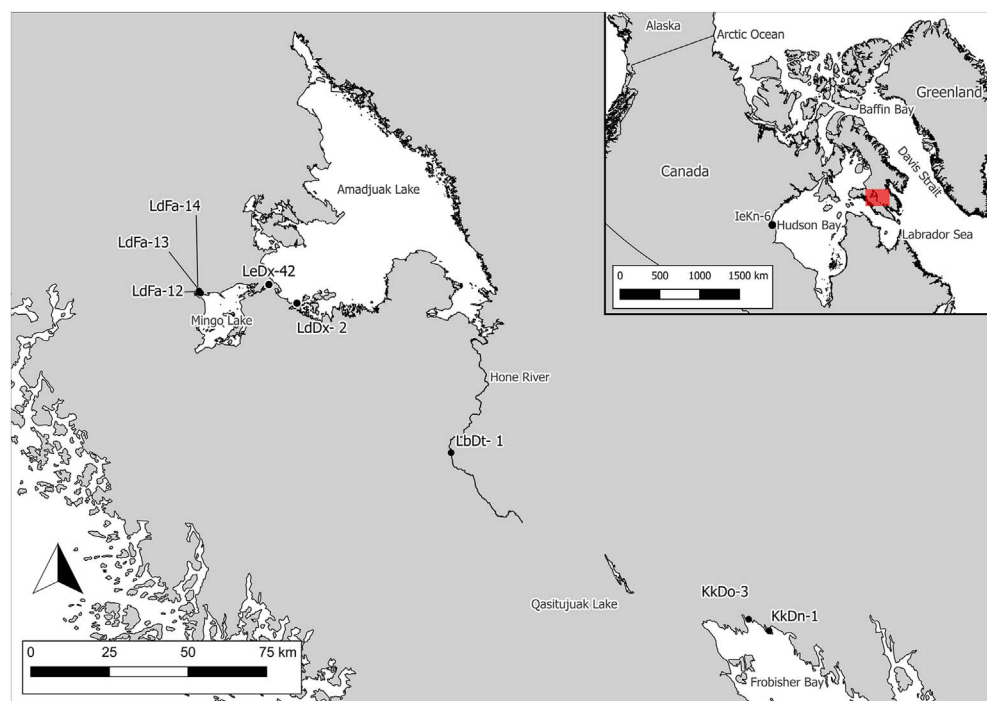 Alaska
Arctic Ocean
Greenland
Baffin Bay
Davis Strait
Canada
IeKn-6
Hudson Bay
Labrador Sea
0 500 1000 1500 km
Amadjuak Lake
LdFa-14
LdFa-13
LeDx-42
LdFa-12
Mingo Lake
LdDx- 2
Hone River
LbDt- 1
Qasitujuak Lake
KkDo-3
KkDn-1
Frobisher Bay
0 25 50 75 km